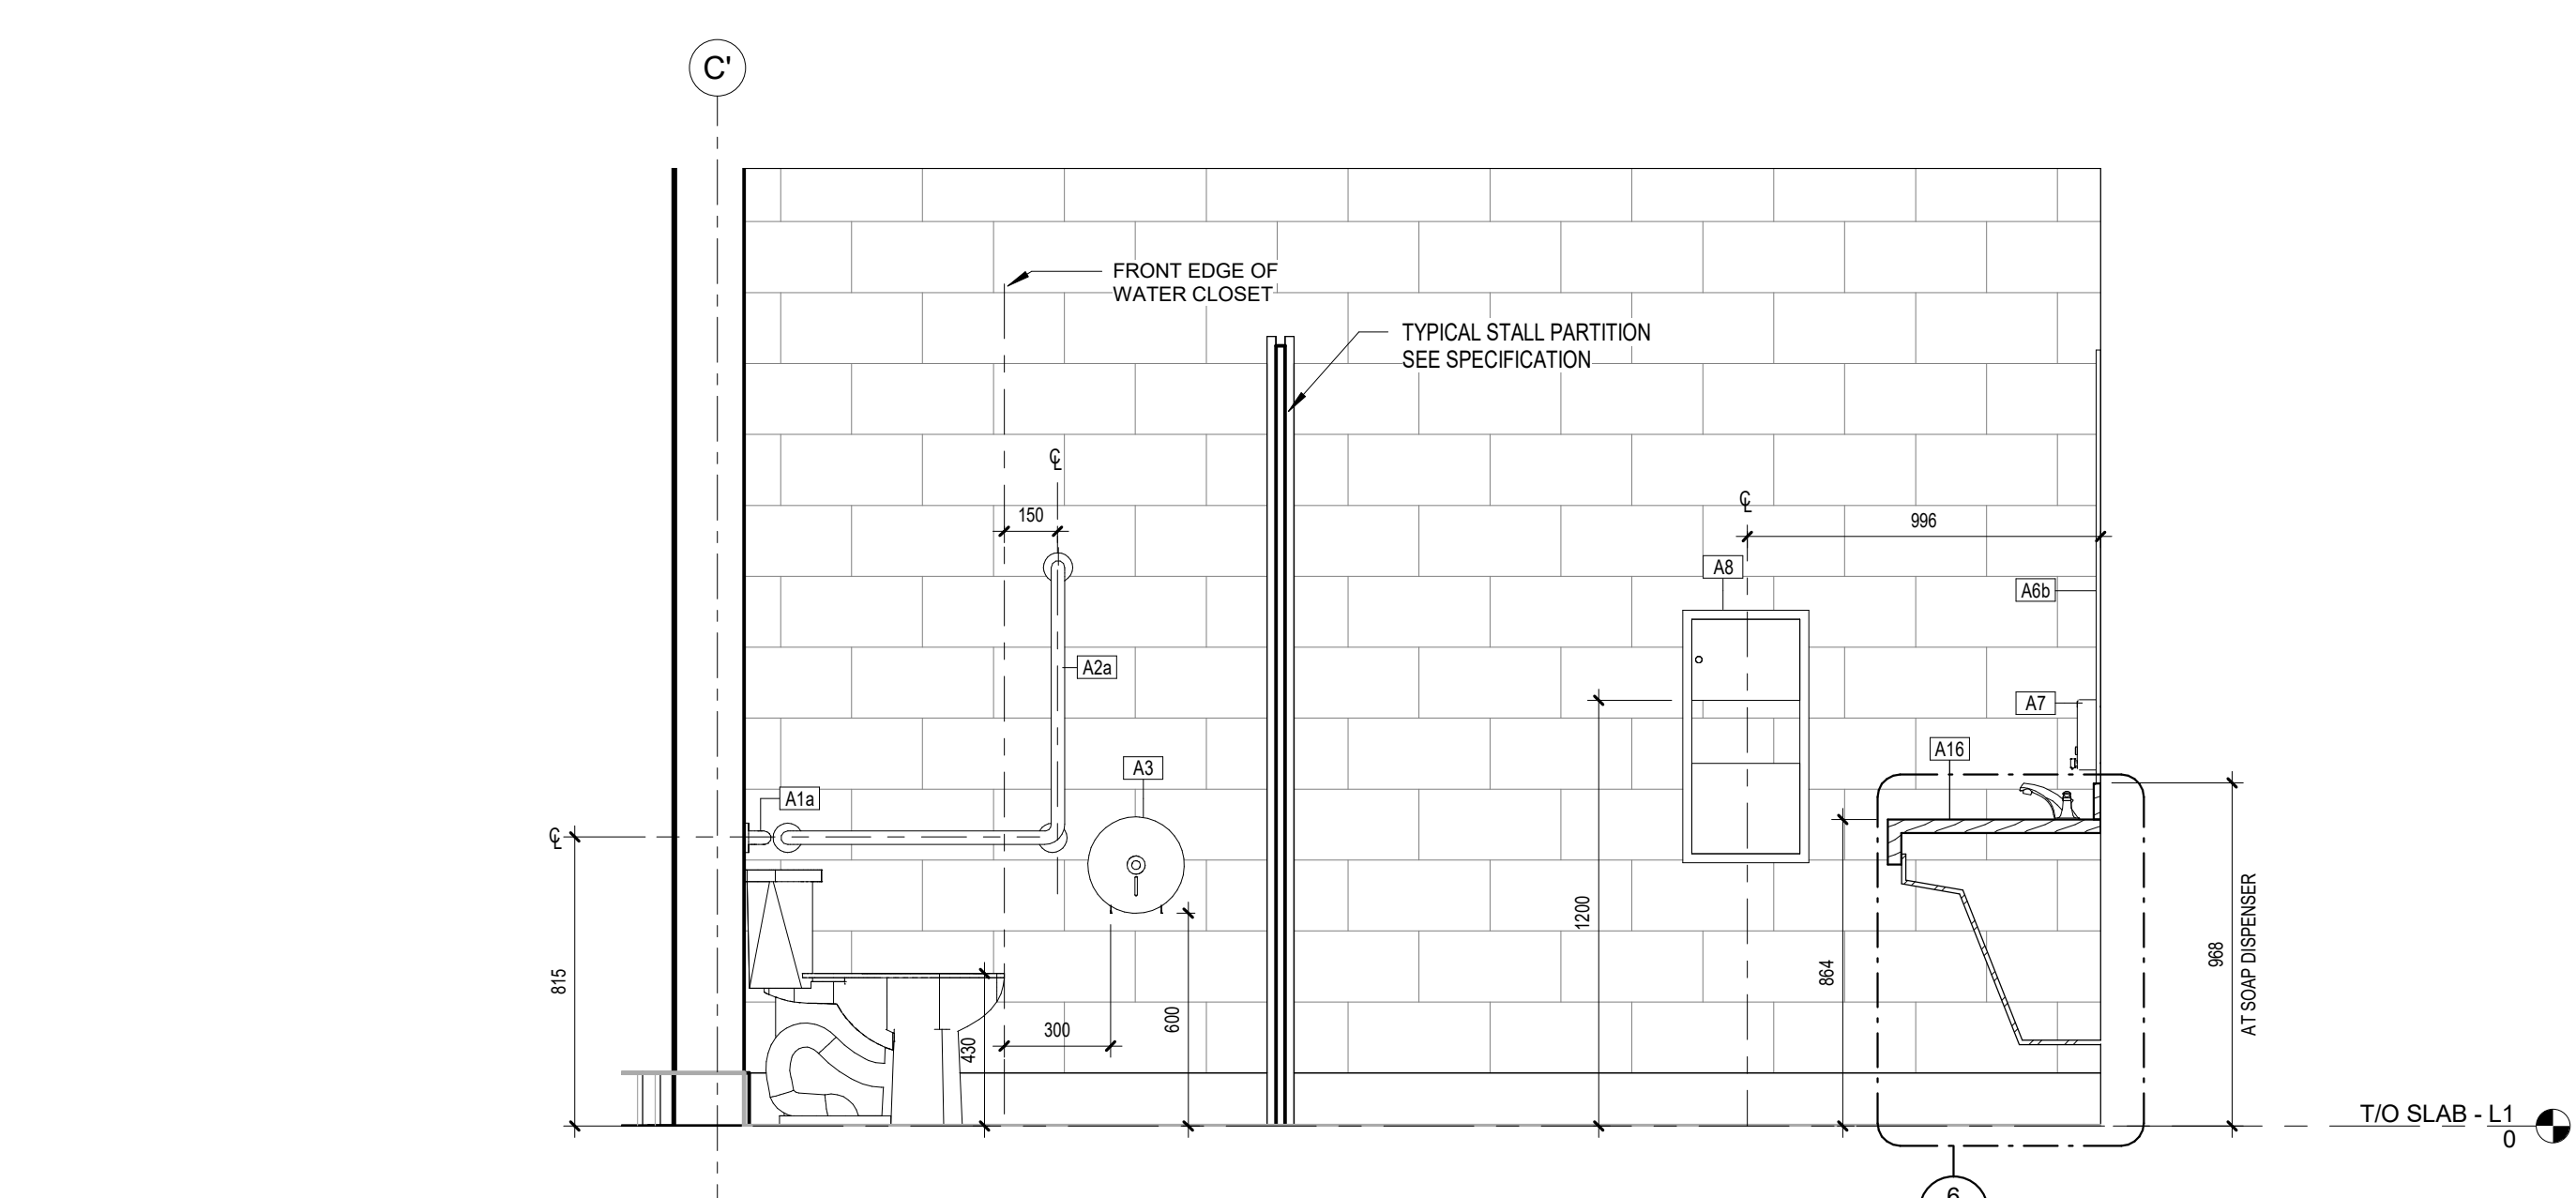 C'
FRONT EDGE OF
WATER CLOSET
TYPICAL STALL PARTITION
SEE SPECIFICATION
℄
℄
150
996
A8
A6b
A2a
A7
A16
A3
A1a
℄
1200
968
AT SOAP DISPENSER
864
815
600
300
430
T/O SLAB - L1
0
6